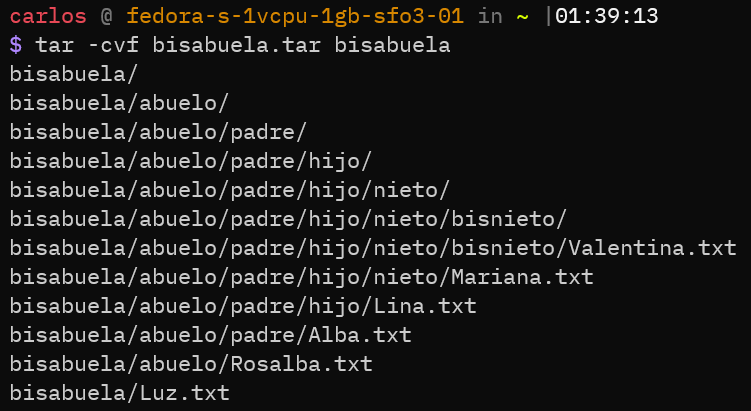 carlos @ fedora-s-1vcpu-1gb-sfo3-01 in ~ |01:39:13
$ tar -cvf bisabuela.tar bisabuela
bisabuela/
bisabuela/abuelo/
bisabuela/abuelo/padre/
bisabuela/abuelo/padre/hijo/
bisabuela/abuelo/padre/hijo/nieto/
bisabuela/abuelo/padre/hijo/nieto/bisnieto/
bisabuela/abuelo/padre/hijo/nieto/bisnieto/Valentina.txt
bisabuela/abuelo/padre/hijo/nieto/Mariana.txt
bisabuela/abuelo/padre/hijo/Lina.txt
bisabuela/abuelo/padre/Alba.txt
bisabuela/abuelo/Rosalba.txt
bisabuela/Luz.txt